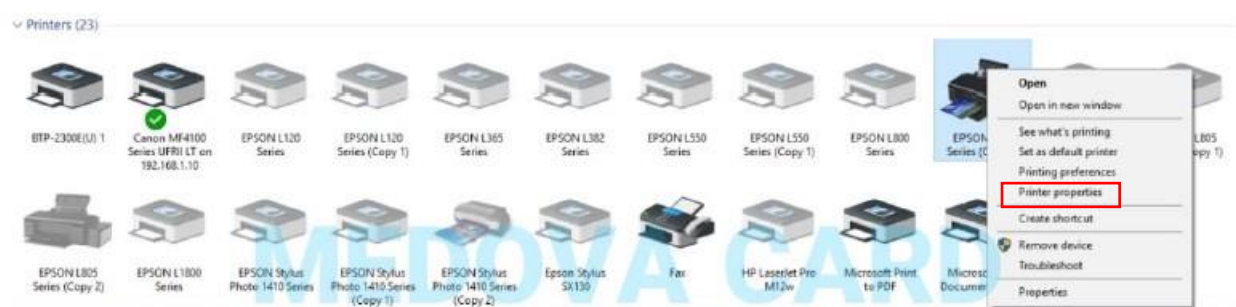 Printers (23)
BTP-2300E(U) 1
Canon MF4100
Series UFRII LT on
192.168.1.10
EPSON L120
Series
EPSON L120
Series (Copy 1)
EPSON L365
Series
EPSON L382
Series
EPSON L550
Series
EPSON L550
Series (Copy 1)
EPSON L800
Series
EPSON
Series (C
L805
opy 1)
Open
Open in new window
See what's printing
Set as default printer
Printing preferences
Printer properties
Create shortcut
Remove device
Troubleshoot
Properties
EPSON L805
Series (Copy 2)
EPSON L1800
Series
EPSON Stylus
Photo 1410 Series
EPSON Stylus
Photo 1410 Series
(Copy 1)
EPSON Stylus
Photo 1410 Series
(Copy 2)
Epson Stylus
SX130
Fax
HP LaserJet Pro
M12w
Microsoft Print
to PDF
Microsc
Documen
MEDOVA CARD